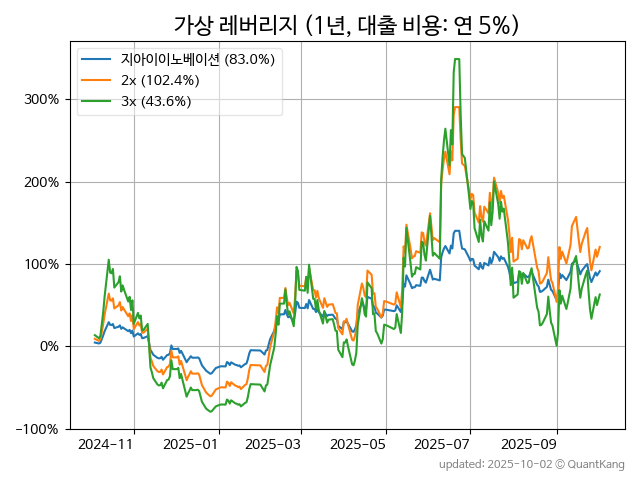 가상 레버리지 (1년, 대출 비용: 연 5%)
지아이이노베이션 (83.0%)
2x (102.4%)
3x (43.6%)
300%
200%
100%
0%
−100%
2024-11
2025-01
2025-03
2025-05
2025-07
2025-09
updated: 2025-10-02 © QuantKang